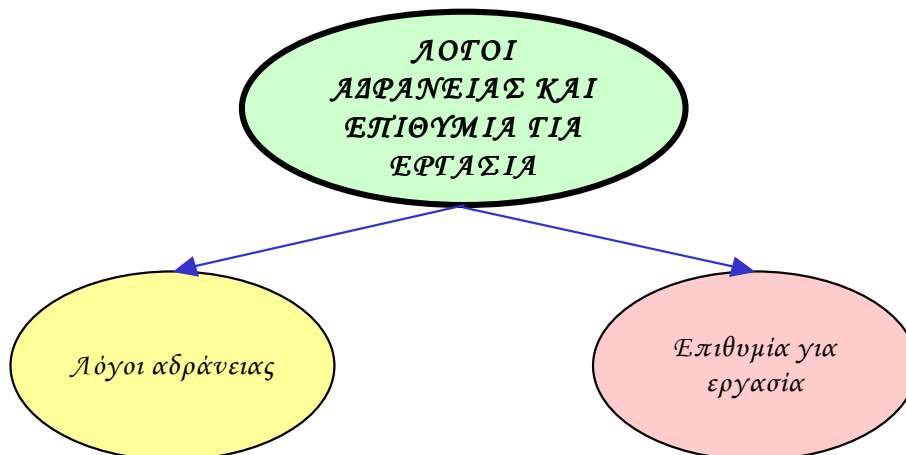 ΛΟΓΟΙ
ΑΔΡΑΝΕΙΑΣ ΚΑΙ
ΕΠΙΘΥΜΙΑ ΓΙΑ
ΕΡΓΑΣΙΑ
Λόγοι αδράνειας
Επιθυμία για
εργασία